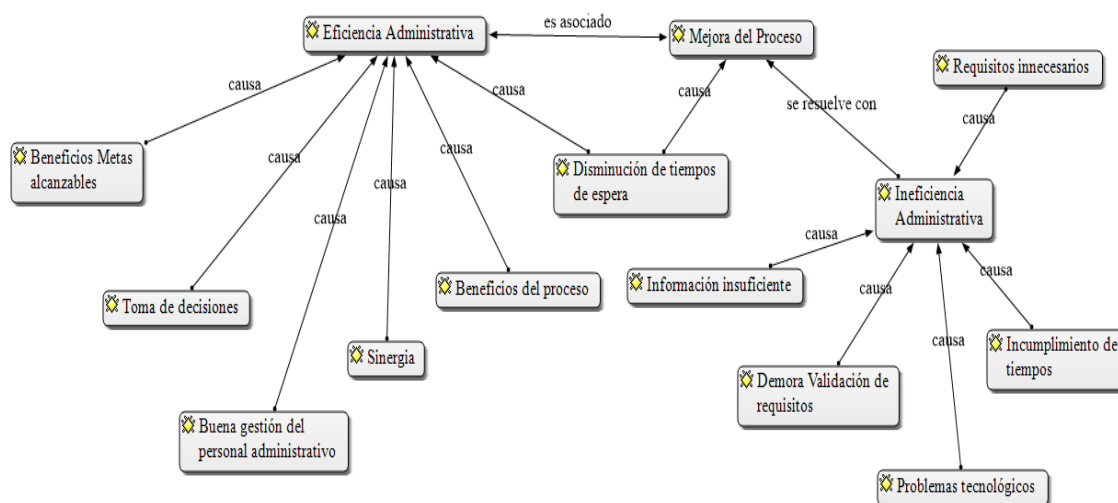 es asociado
Eficiencia Administrativa
Mejora del Proceso
Requisitos innecesarios
causa
causa
causa
se resuelve con
causa
Beneficios Metas
alcanzables
causa
causa
causa
causa
Disminución de tiempos
de espera
Ineficiencia
Administrativa
causa
causa
Toma de decisiones
Beneficios del proceso
Información insuficiente
causa
causa
Sinergia
causa
Incumplimiento de
tiempos
Demora Validación de
requisitos
Buena gestión del
personal administrativo
Problemas tecnológicos